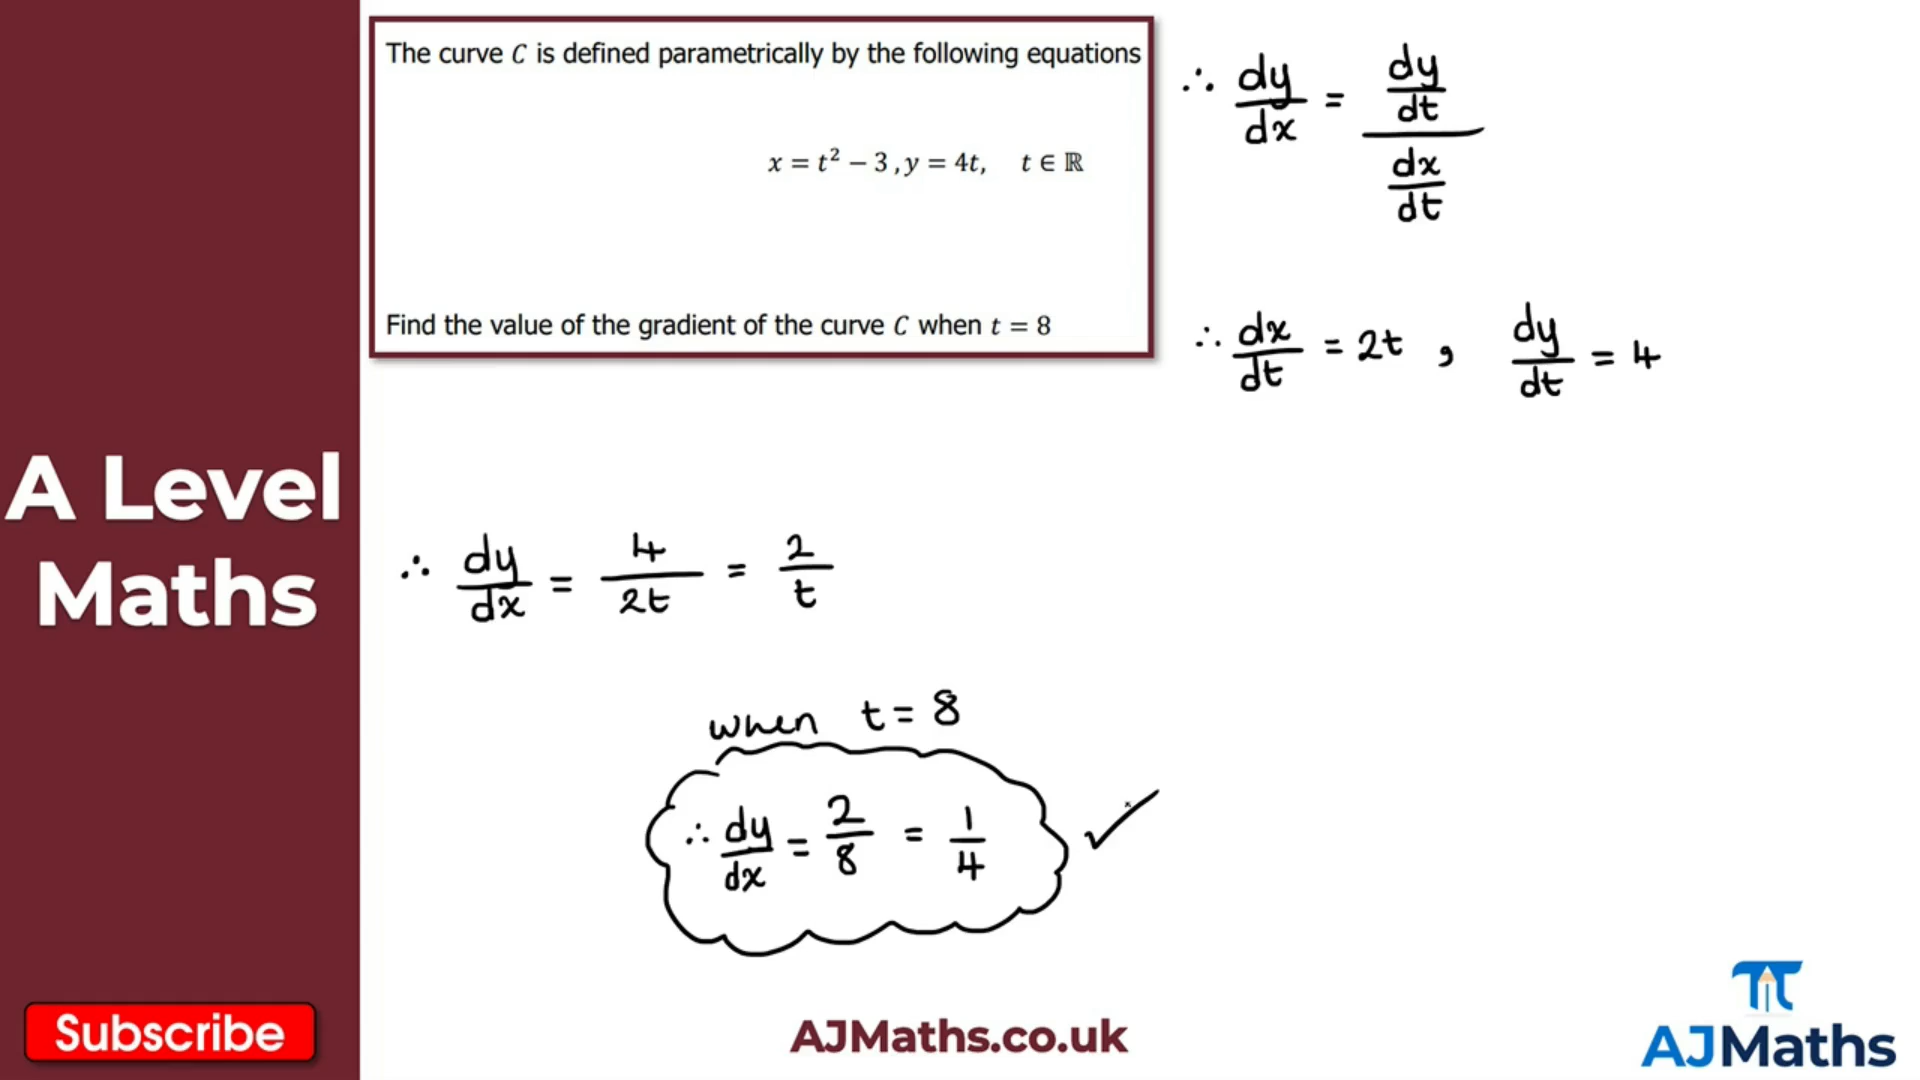 The curve C is defined parametrically by the following equations
x = t² − 3 , y = 4t,    t ∈ ℝ
Find the value of the gradient of the curve C when t = 8
∴ dy/dx = (dy/dt)/(dx/dt)
∴ dx/dt = 2t , dy/dt = 4
A Level
Maths
∴ dy/dx = 4/2t = 2/t
when t = 8
∴ dy/dx = 2/8 = 1/4
Subscribe
AJMaths.co.uk
AJMaths